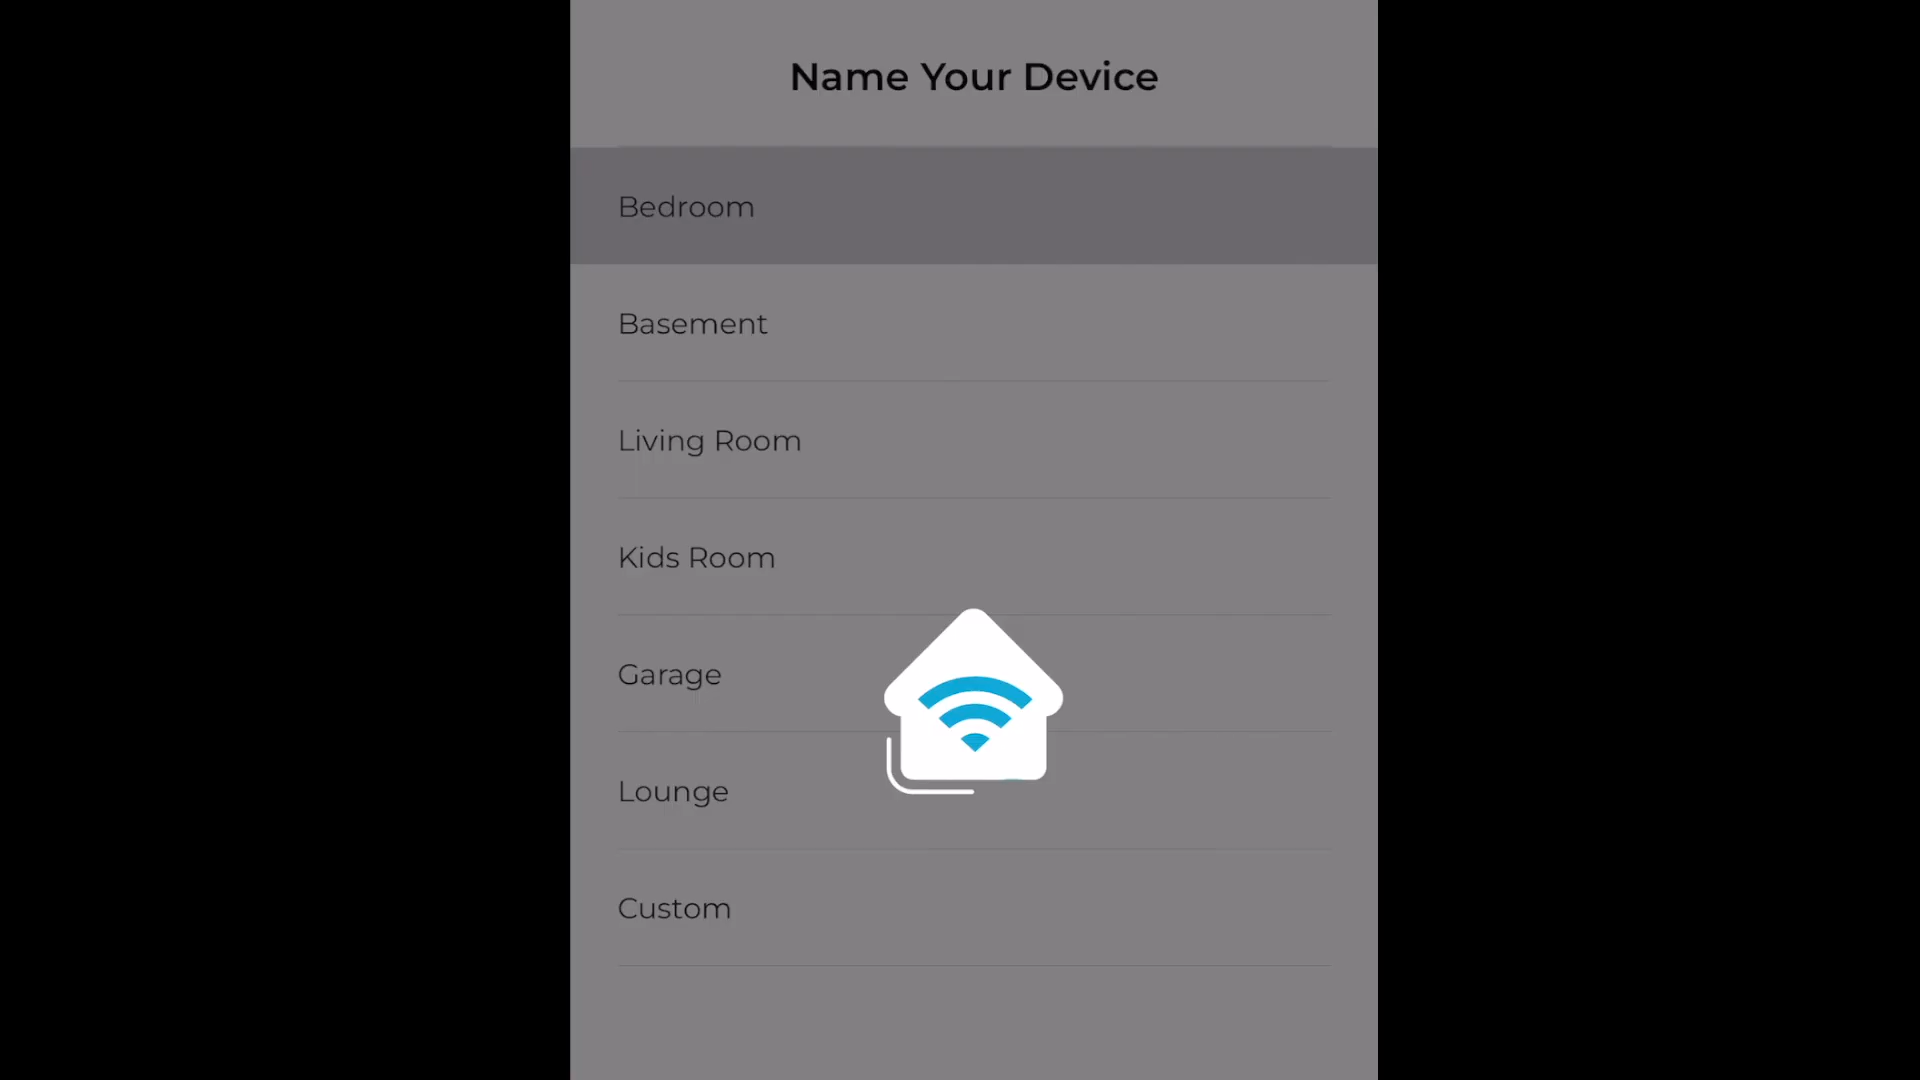 Name Your Device
Bedroom
Basement
Living Room
Kids Room
Garage
Lounge
Custom